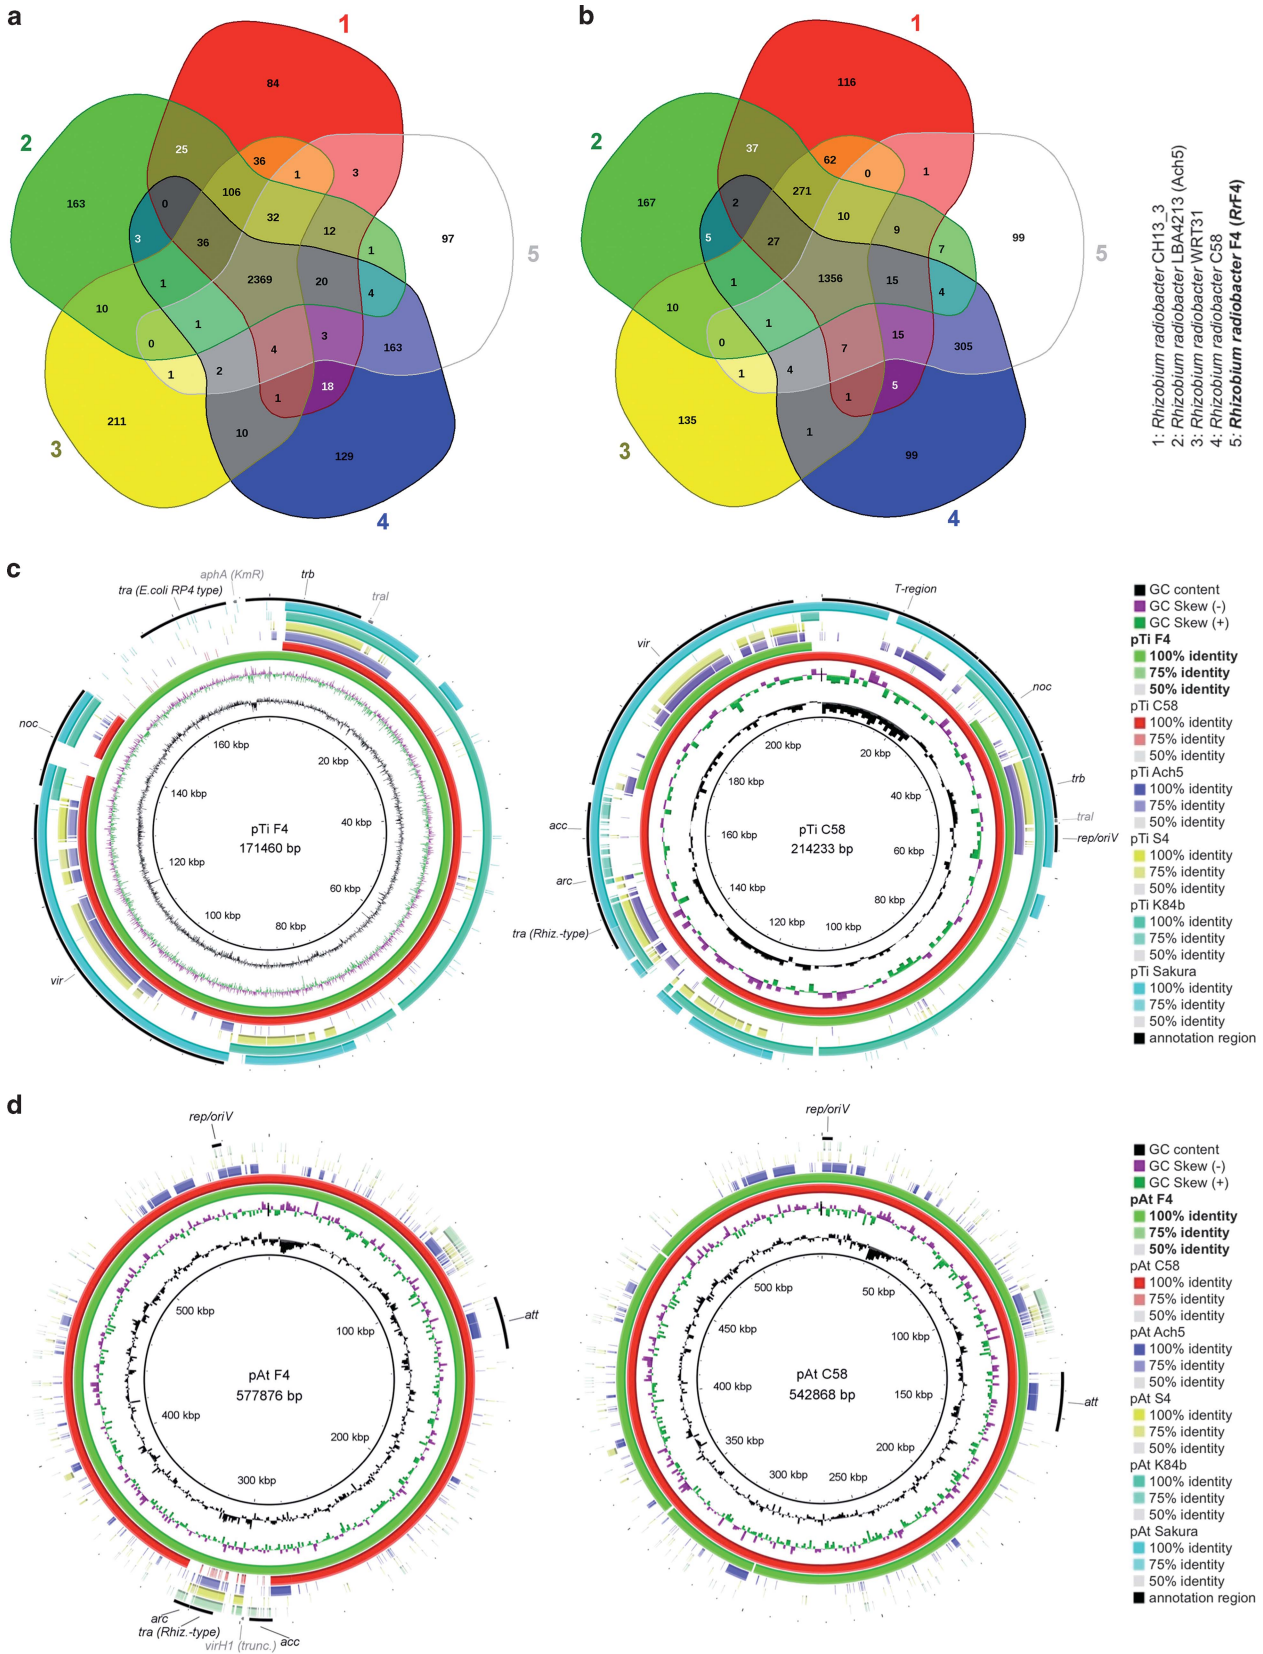 a
1
84
2
25
36
1
3
163
106
0
32
12
1
97
5
3
36
2369
20
4
1
10
1
3
163
0
4
2
1
18
1
211
10
3
129
4
b
1
116
2
37
62
0
1
167
271
2
10
9
7
99
5
5
27
1356
15
4
1
10
1
15
305
0
7
4
1
5
1
135
1
3
99
4
1: Rhizobium radiobacter CH13_3
2: Rhizobium radiobacter LBA4213 (Ach5)
3: Rhizobium radiobacter WRT31
4: Rhizobium radiobacter C58
5: Rhizobium radiobacter F4 (RrF4)
c
aphA (KmR)
trb
tra (E.coli RP4 type)
traI
noc
160 kbp
20 kbp
140 kbp
40 kbp
pTi F4
171460 bp
120 kbp
60 kbp
100 kbp
80 kbp
vir
T-region
vir
noc
200 kbp
20 kbp
180 kbp
trb
40 kbp
traI
acc
160 kbp
pTi C58
214233 bp
rep/oriV
60 kbp
arc
140 kbp
80 kbp
120 kbp
100 kbp
tra (Rhiz.-type)
GC content
GC Skew (-)
GC Skew (+)
pTi F4
100% identity
75% identity
50% identity
pTi C58
100% identity
75% identity
50% identity
pTi Ach5
100% identity
75% identity
50% identity
pTi S4
100% identity
75% identity
50% identity
pTi K84b
100% identity
75% identity
50% identity
pTi Sakura
100% identity
75% identity
50% identity
annotation region
d
rep/oriV
500 kbp
100 kbp
att
pAt F4
577876 bp
400 kbp
200 kbp
300 kbp
arc
tra (Rhiz.-type)
virH1 (trunc.)
acc
rep/oriV
500 kbp
50 kbp
450 kbp
100 kbp
pAt C58
542868 bp
400 kbp
150 kbp
att
350 kbp
200 kbp
300 kbp
250 kbp
GC content
GC Skew (-)
GC Skew (+)
pAt F4
100% identity
75% identity
50% identity
pAt C58
100% identity
75% identity
50% identity
pAt Ach5
100% identity
75% identity
50% identity
pAt S4
100% identity
75% identity
50% identity
pAt K84b
100% identity
75% identity
50% identity
pAt Sakura
100% identity
75% identity
50% identity
annotation region